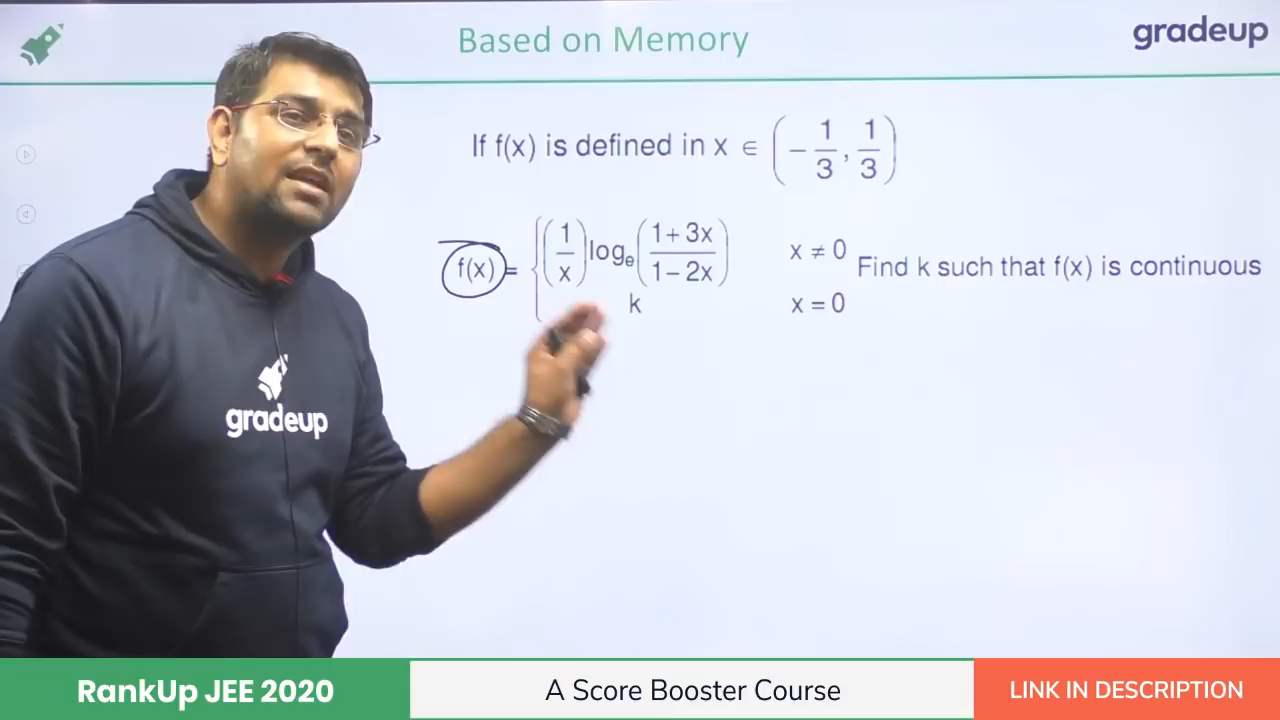 Based on Memory
gradeup
If f(x) is defined in x ∈ (−1/3, 1/3)
f(x) = { (1/x) logₑ((1+3x)/(1−2x)) x ≠ 0
k x = 0
Find k such that f(x) is continuous
gradeup
RankUp JEE 2020
A Score Booster Course
LINK IN DESCRIPTION